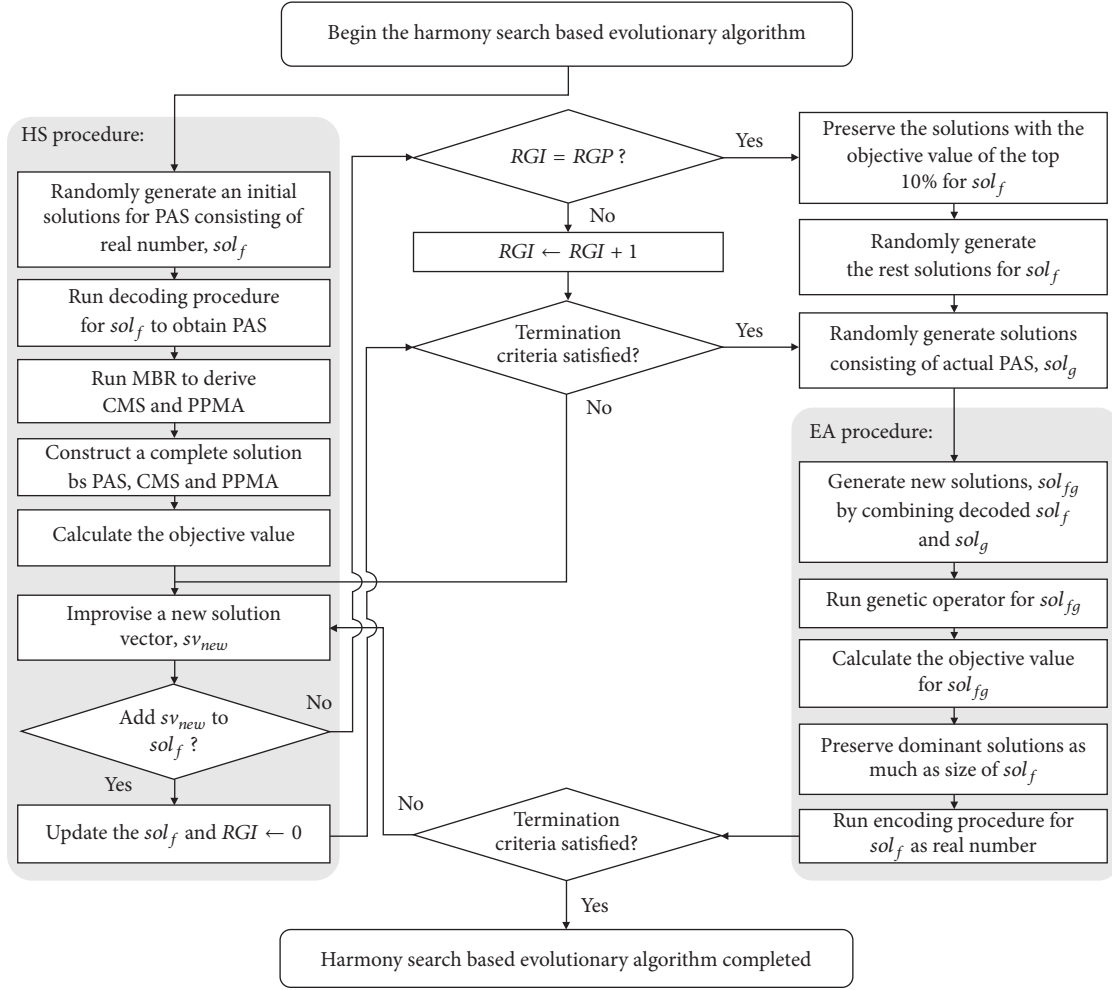 Begin the harmony search based evolutionary algorithm
HS procedure:
Randomly generate an initial
solutions for PAS consisting of
real number, sol_f
Run decoding procedure
for sol_f to obtain PAS
Run MBR to derive
CMS and PPMA
Construct a complete solution
bs PAS, CMS and PPMA
Calculate the objective value
Improvise a new solution
vector, sv_new
Add sv_new to
sol_f ?
No
Yes
Update the sol_f and RGI ← 0
RGI = RGP ?
Yes
No
RGI ← RGI + 1
Termination
criteria satisfied?
Yes
No
Preserve the solutions with the
objective value of the top
10% for sol_f
Randomly generate
the rest solutions for sol_f
Randomly generate solutions
consisting of actual PAS, sol_g
EA procedure:
Generate new solutions, sol_fg
by combining decoded sol_f
and sol_g
Run genetic operator for sol_fg
Calculate the objective value
for sol_fg
Preserve dominant solutions as
much as size of sol_f
Run encoding procedure for
sol_f as real number
No
Termination
criteria satisfied?
Yes
Harmony search based evolutionary algorithm completed